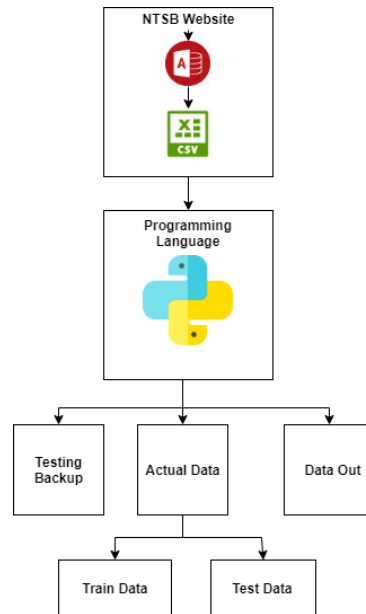 NTSB Website
A
X
CSV
Programming
Language
Testing
Backup
Actual Data
Data Out
Train Data
Test Data